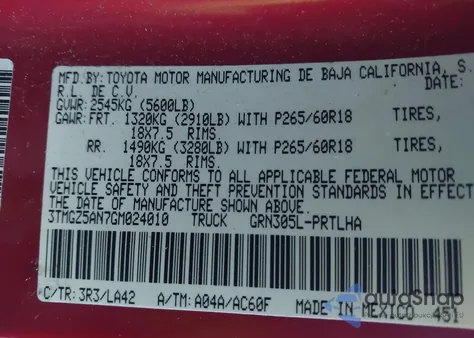 MFD.BY: TOYOTA MOTOR MANUFACTURING DE BAJA CALIFORNIA, S.
R.L. DE C.V. DATE:
GVWR: 2545KG (5600LB)
GAWR: FRT. 1320KG (2910LB) WITH P265/60R18 TIRES,
18X7.5 RIMS.
RR. 1490KG (3280LB) WITH P265/60R18 TIRES,
18X7.5 RIMS.
THIS VEHICLE CONFORMS TO ALL APPLICABLE FEDERAL MOTOR
VEHICLE SAFETY AND THEFT PREVENTION STANDARDS IN EFFECT
THE DATE OF MANUFACTURE SHOWN ABOVE.
3TMGZ5AN7GM024010 TRUCK GRN305L-PRTLHA
C/TR: 3R3/LA42 A/TM: A04A/AC60F MADE IN MEXICO 451
autosnap